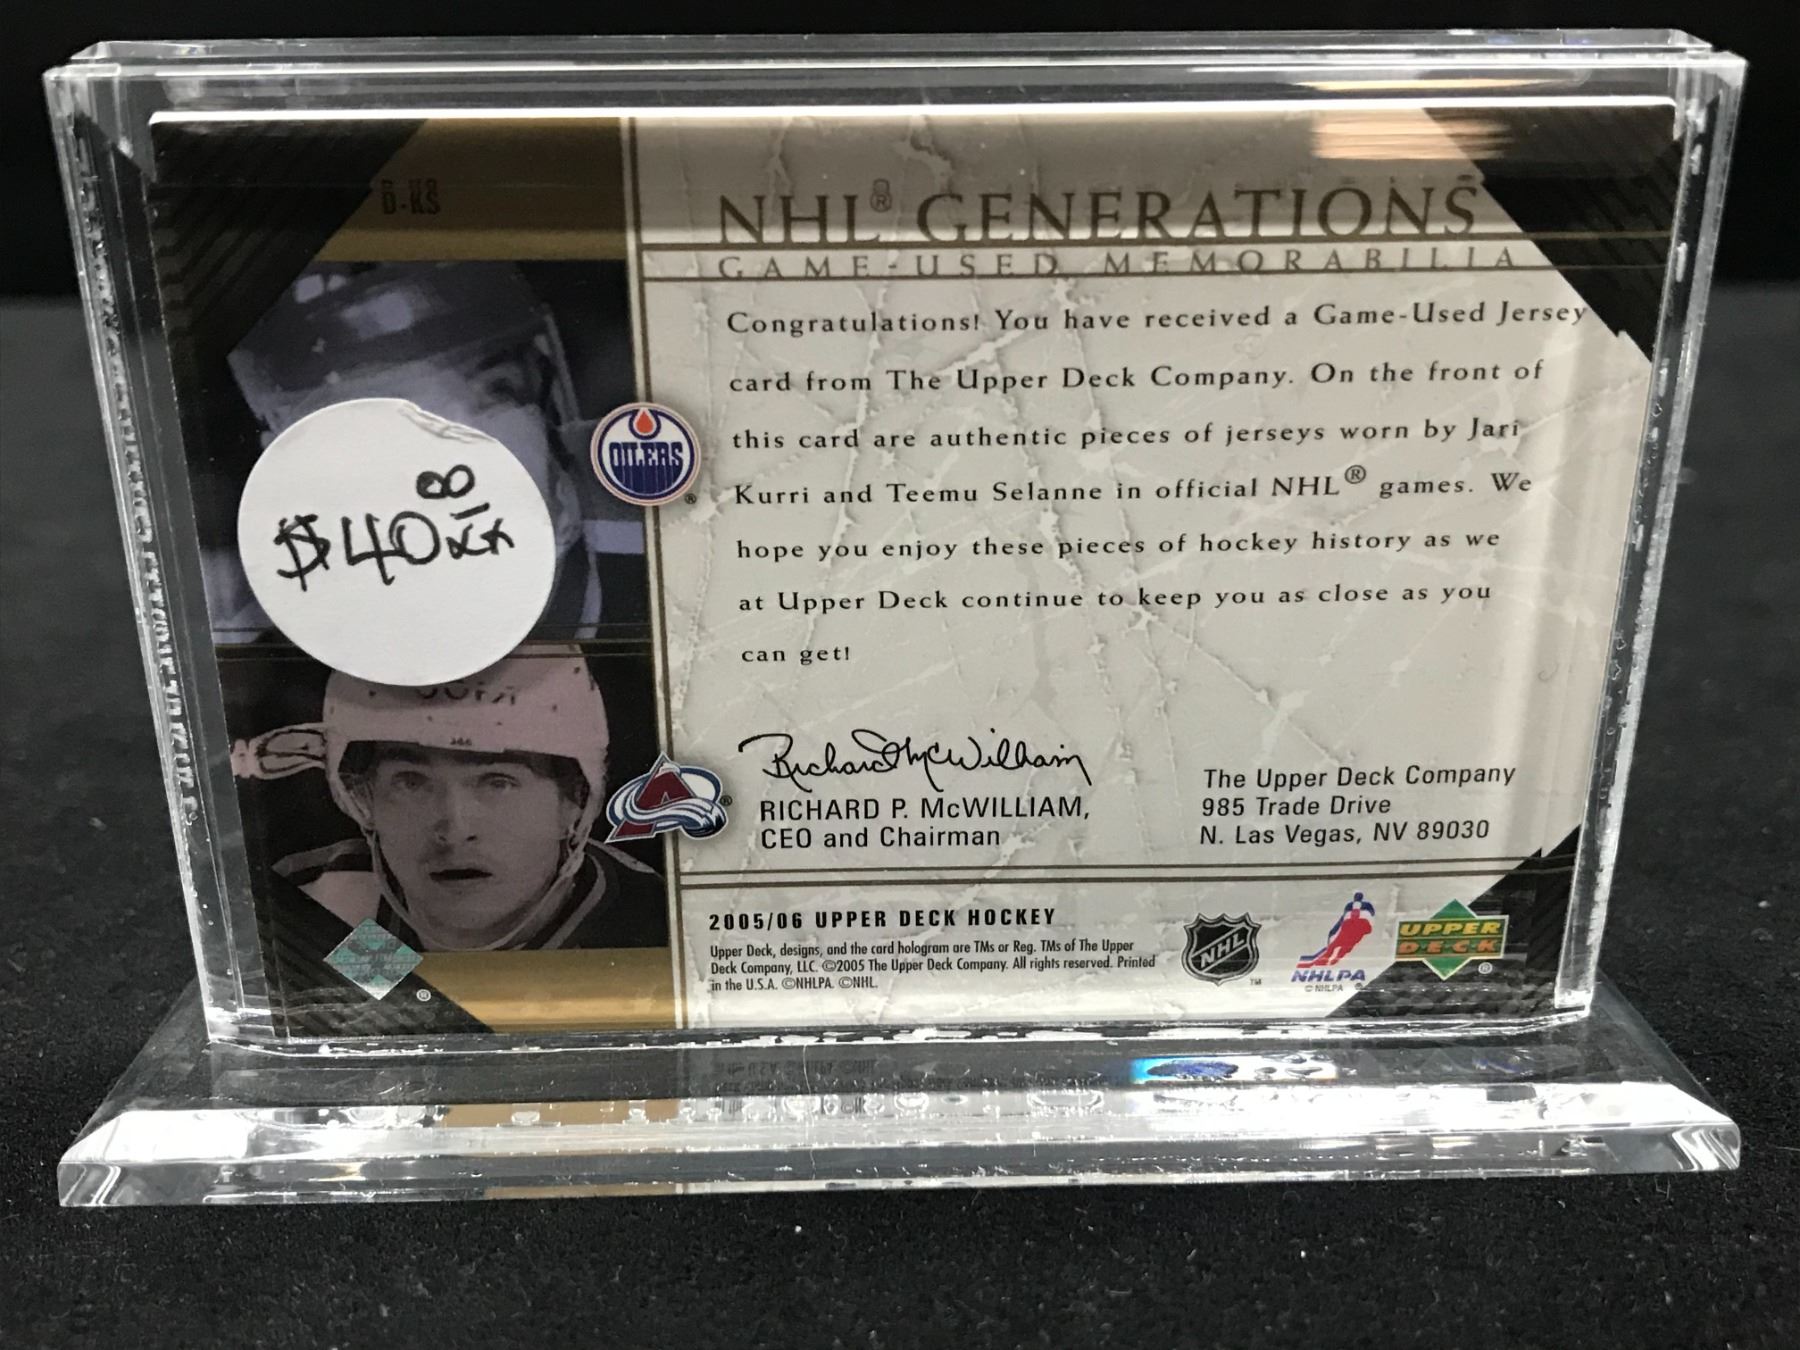 D-KS
NHL® GENERATIONS
GAME-USED MEMORABILIA
Congratulations! You have received a Game-Used Jersey
card from The Upper Deck Company. On the front of
this card are authentic pieces of jerseys worn by Jari
Kurri and Teemu Selanne in official NHL® games. We
hope you enjoy these pieces of hockey history as we
at Upper Deck continue to keep you as close as you
can get!
$40 00
xx
OILERS
®
®
Richard McWilliam
RICHARD P. McWILLIAM,
CEO and Chairman
The Upper Deck Company
985 Trade Drive
N. Las Vegas, NV 89030
2005/06 UPPER DECK HOCKEY
Upper Deck, designs, and the card hologram are TMs or Reg. TMs of The Upper
Deck Company, LLC. ©2005 The Upper Deck Company. All rights reserved. Printed
in the U.S.A. ©NHLPA. ©NHL.
®
NHL
™
NHLPA
© NHLPA ®
UPPER
DECK
®